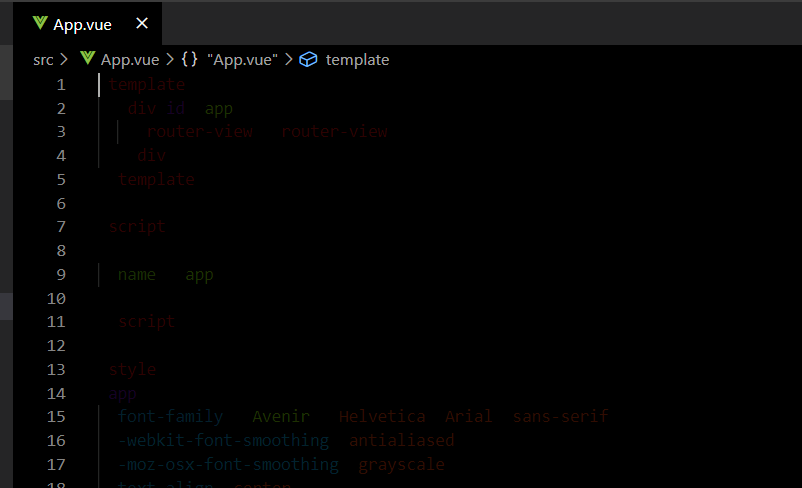 App.vue
src App.vue {} "App.vue" template
1 template
2 div id app
3 router-view router-view
4 div
5 template
6
7 script
8
9 name app
10
11 script
12
13 style
14 app
15 font-family Avenir Helvetica Arial sans-serif
16 -webkit-font-smoothing antialiased
17 -moz-osx-font-smoothing grayscale
18 text-align center